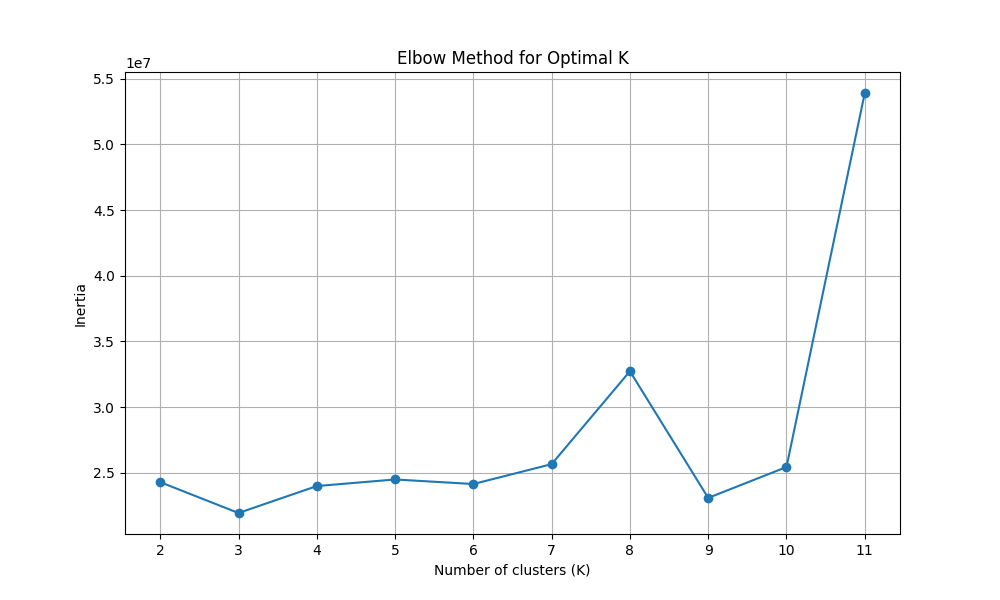 Elbow Method for Optimal K
1e7
5.5
5.0
4.5
4.0
3.5
3.0
2.5
Inertia
2 3 4 5 6 7 8 9 10 11
Number of clusters (K)